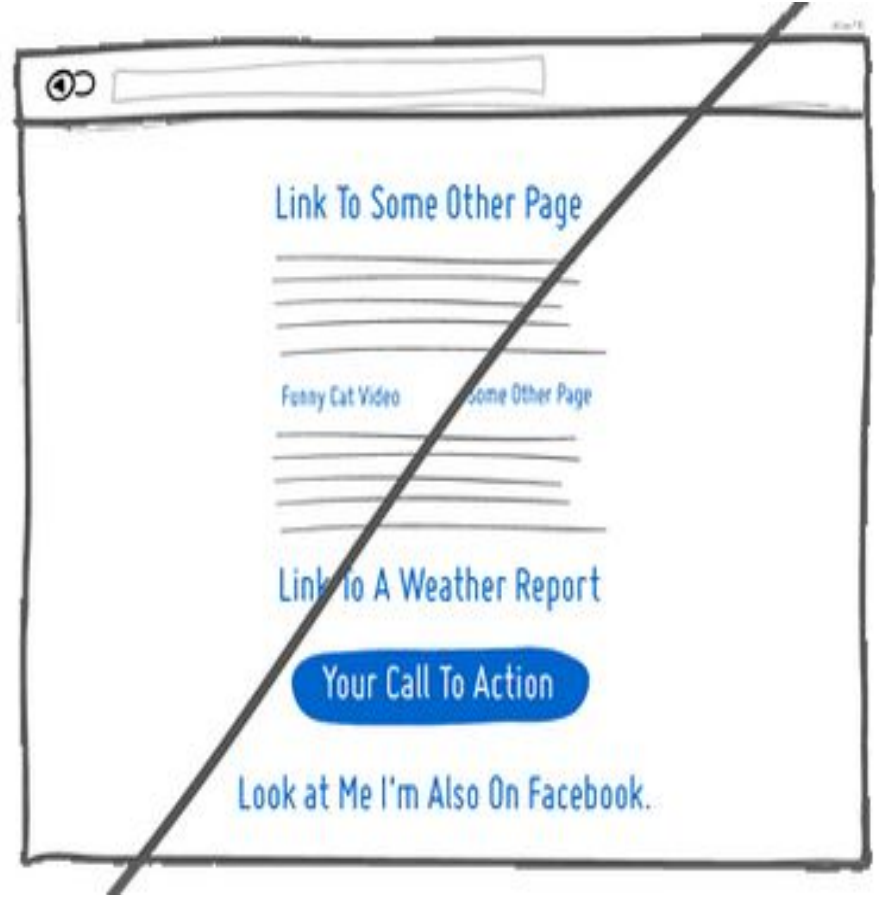 Link To Some Other Page
Funny Cat Video Some Other Page
Link To A Weather Report
Your Call To Action
Look at Me I'm Also On Facebook.